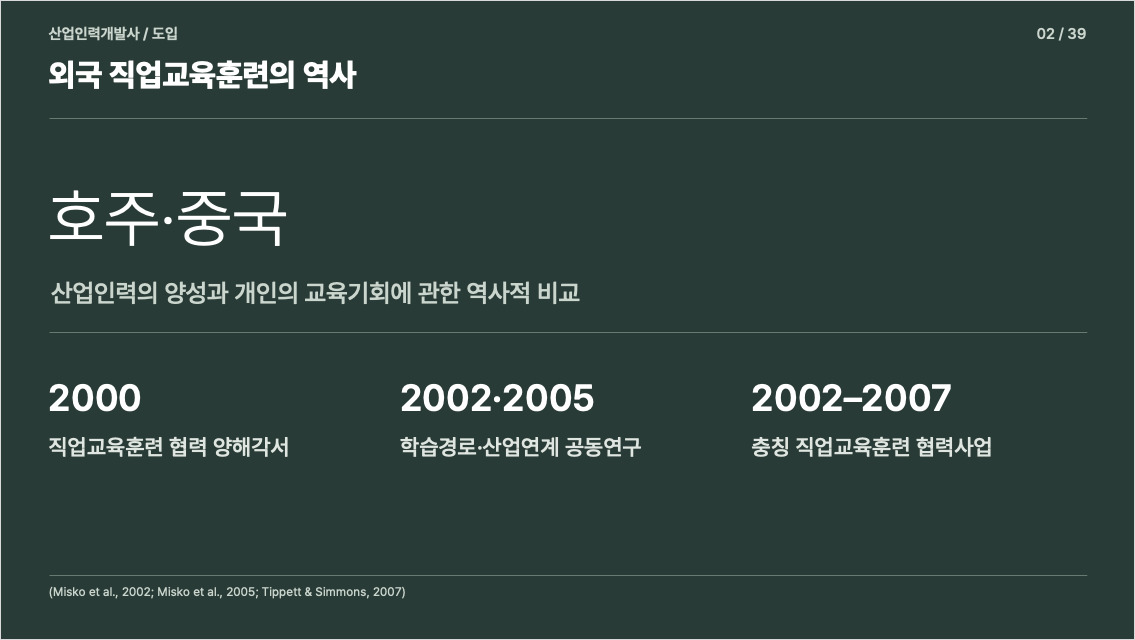 산업인력개발사 / 도입
02 / 39
외국 직업교육훈련의 역사
호주·중국
산업인력의 양성과 개인의 교육기회에 관한 역사적 비교
2000
직업교육훈련 협력 양해각서
2002·2005
학습경로·산업연계 공동연구
2002–2007
충칭 직업교육훈련 협력사업
(Misko et al., 2002; Misko et al., 2005; Tippett & Simmons, 2007)